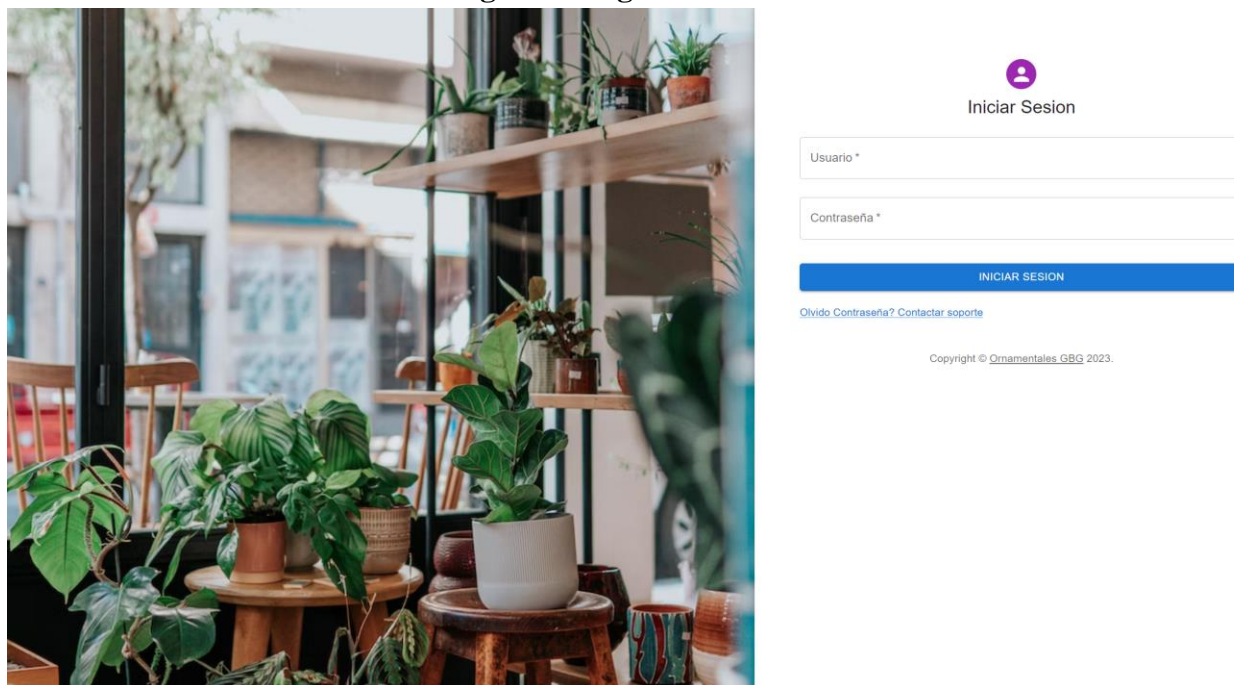 Iniciar Sesion
Usuario *
Contraseña *
INICIAR SESION
Olvido Contraseña? Contactar soporte
Copyright © Ornamentales GBG 2023.